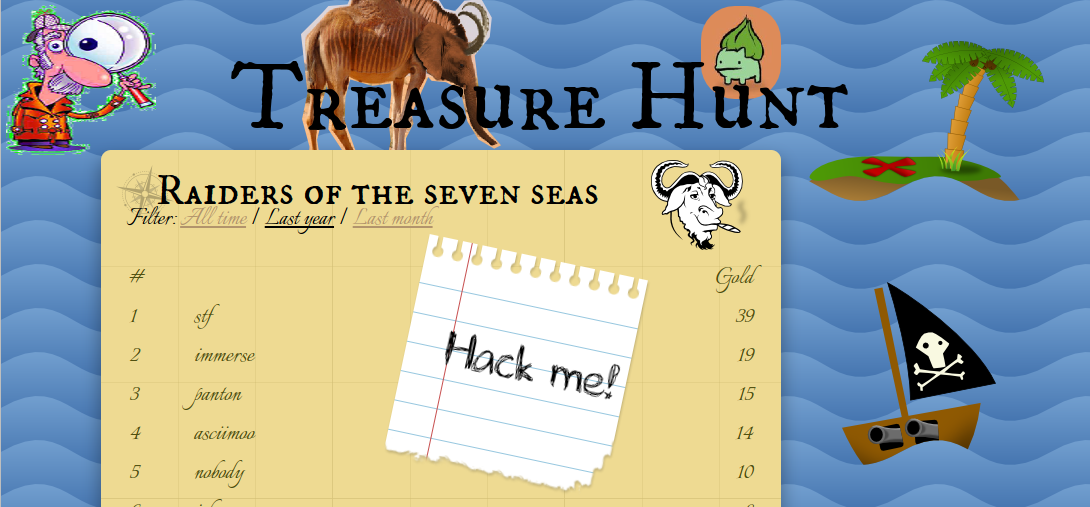 Treasure Hunt
Raiders of the seven seas
Filter: All time | Last year | Last month
# Gold
1 stf 39
2 immerse 19
3 panton 15
4 asciimoo 14
5 nobody 10
Hack me!